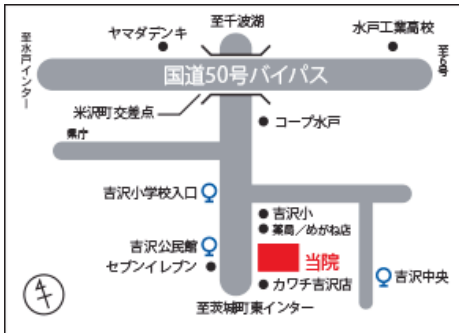 至千波湖
ヤマダデンキ
水戸工業高校
至水戸インター
至6号
国道50号バイパス
米沢町交差点
コープ水戸
県庁
吉沢小学校入口
吉沢小
薬局/めがね店
吉沢公民館
当院
セブンイレブン
カワチ吉沢店
吉沢中央
至茨城町東インター